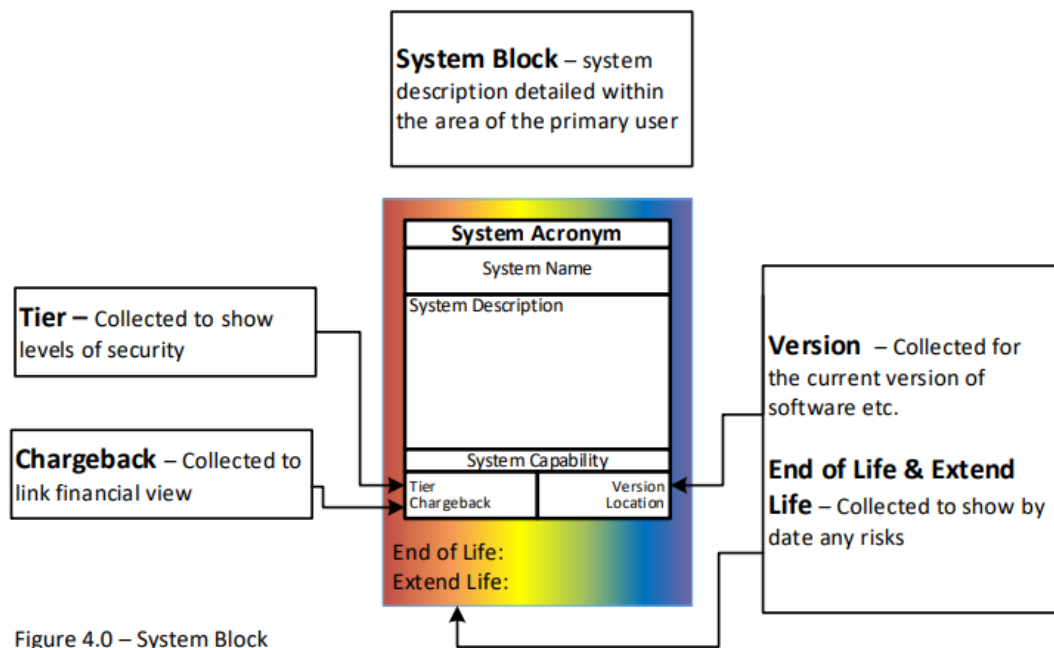 System Block – system
description detailed within
the area of the primary user
System Acronym
System Name
System Description
System Capability
Tier
Chargeback
Version
Location
End of Life:
Extend Life:
Tier – Collected to show
levels of security
Chargeback – Collected to
link financial view
Version – Collected for
the current version of
software etc.
End of Life & Extend
Life – Collected to show by
date any risks
Figure 4.0 – System Block